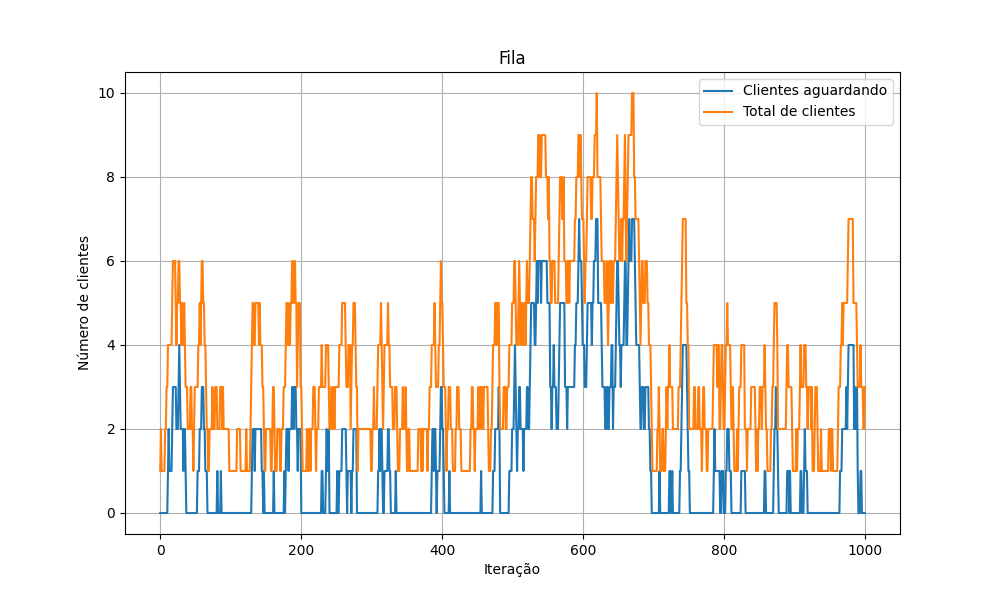 Fila
Clientes aguardando
Total de clientes
Número de clientes
10
8
6
4
2
0
0 200 400 600 800 1000
Iteração